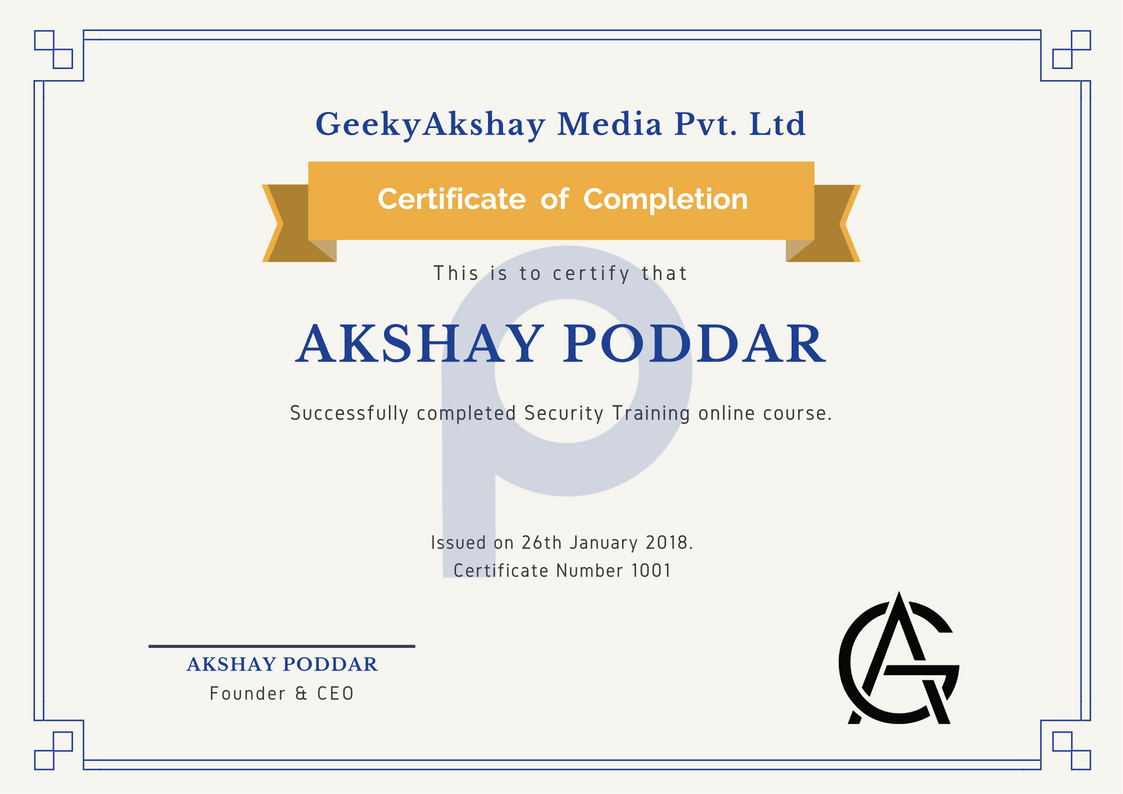 GeekyAkshay Media Pvt. Ltd
Certificate of Completion
This is to certify that
AKSHAY PODDAR
Successfully completed Security Training online course.
Issued on 26th January 2018.
Certificate Number 1001
AKSHAY PODDAR
Founder & CEO